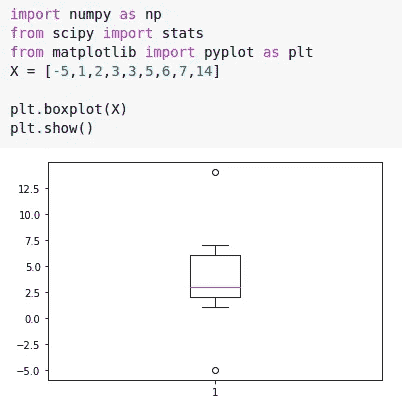 import numpy as np
from scipy import stats
from matplotlib import pyplot as plt
X = [-5,1,2,3,3,5,6,7,14]
plt.boxplot(X)
plt.show()
12.5
10.0
7.5
5.0
2.5
0.0
−2.5
−5.0
1